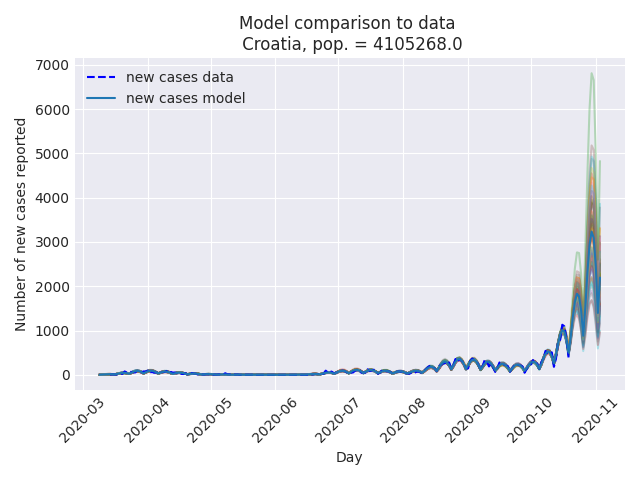 Model comparison to data
Croatia, pop. = 4105268.0
new cases data
new cases model
Number of new cases reported
7000
6000
5000
4000
3000
2000
1000
0
2020-03
2020-04
2020-05
2020-06
2020-07
2020-08
2020-09
2020-10
2020-11
Day